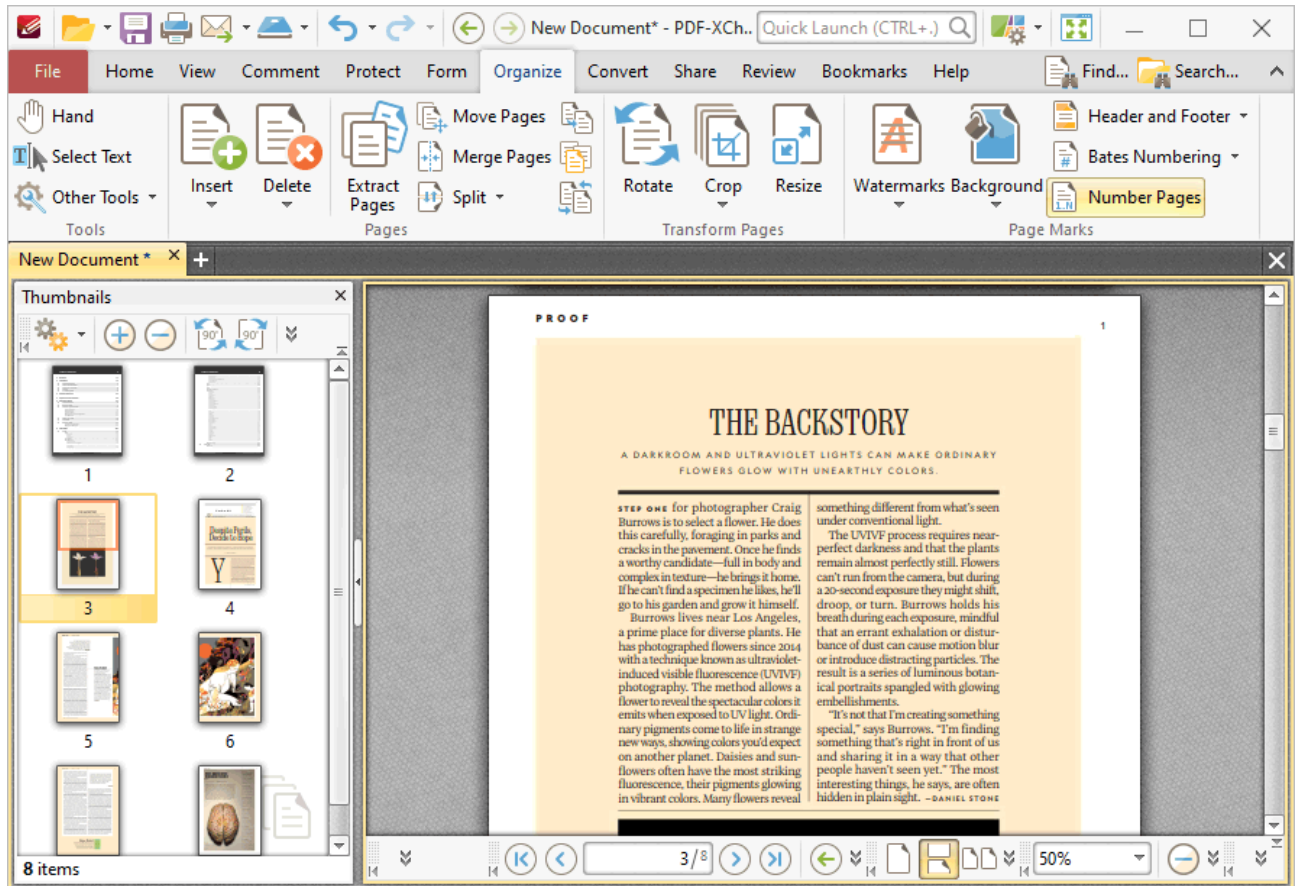 New Document* - PDF-XCh.. Quick Launch (CTRL+.)
File Home View Comment Protect Form Organize Convert Share Review Bookmarks Help Find... Search...
Hand
Select Text
Other Tools
Tools
Insert
Delete
Extract
Pages
Move Pages
Merge Pages
Split
Pages
Rotate
Crop
Resize
Transform Pages
Watermarks
Background
Header and Footer
Bates Numbering
Number Pages
Page Marks
New Document *
Thumbnails
90°
90°
1
2
3
Despite Perils,
Decide to Hope
Y
4
5
6
8 items
PROOF
1
THE BACKSTORY
A DARKROOM AND ULTRAVIOLET LIGHTS CAN MAKE ORDINARY
FLOWERS GLOW WITH UNEARTHLY COLORS.
STEP ONE for photographer Craig
Burrows is to select a flower. He does
this carefully, foraging in parks and
cracks in the pavement. Once he finds
a worthy candidate—full in body and
complex in texture—he brings it home.
If he can't find a specimen he likes, he'll
go to his garden and grow it himself.
Burrows lives near Los Angeles,
a prime place for diverse plants. He
has photographed flowers since 2014
with a technique known as ultraviolet-
induced visible fluorescence (UVIVF)
photography. The method allows a
flower to reveal the spectacular colors it
emits when exposed to UV light. Ordi-
nary pigments come to life in strange
new ways, showing colors you'd expect
on another planet. Daisies and sun-
flowers often have the most striking
fluorescence, their pigments glowing
in vibrant colors. Many flowers reveal
something different from what's seen
under conventional light.
The UVIVF process requires near-
perfect darkness and that the plants
remain almost perfectly still. Flowers
can't run from the camera, but during
a 20-second exposure they might shift,
droop, or turn. Burrows holds his
breath during each exposure, mindful
that an errant exhalation or distur-
bance of dust can cause motion blur
or introduce distracting particles. The
result is a series of luminous botan-
ical portraits spangled with glowing
embellishments.
"It's not that I'm creating something
special," says Burrows. "I'm finding
something that's right in front of us
and sharing it in a way that other
people haven't seen yet." The most
interesting things, he says, are often
hidden in plain sight. —DANIEL STONE
3/8
50%